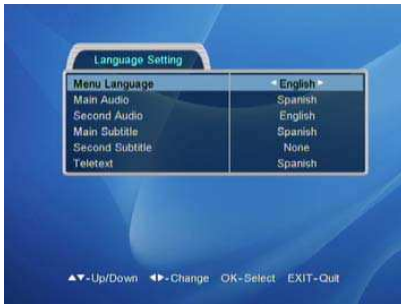 Language Setting
Menu Language English
Main Audio Spanish
Second Audio English
Main Subtitle Spanish
Second Subtitle None
Teletext Spanish
▲▼-Up/Down ◀▶-Change OK-Select EXIT-Quit